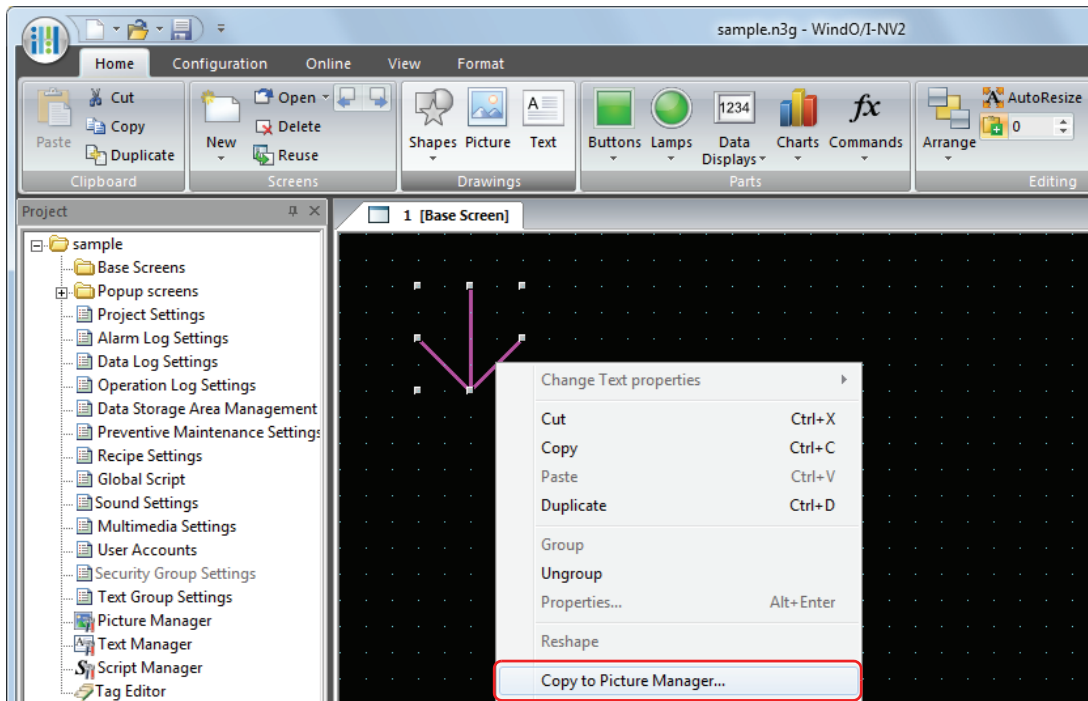 sample.n3g - WindO/I-NV2
Home Configuration Online View Format
Paste
Cut
Copy
Duplicate
Clipboard
New
Open
Delete
Reuse
Screens
Shapes Picture Text
A
Drawings
Buttons Lamps Data Displays Charts Commands
1234
fx
Parts
Arrange
AutoResize
0
Editing
Project
1 [Base Screen]
sample
Base Screens
Popup screens
Project Settings
Alarm Log Settings
Data Log Settings
Operation Log Settings
Data Storage Area Management
Preventive Maintenance Settings
Recipe Settings
Global Script
Sound Settings
Multimedia Settings
User Accounts
Security Group Settings
Text Group Settings
Picture Manager
Text Manager
Script Manager
Tag Editor
Change Text properties
Cut Ctrl+X
Copy Ctrl+C
Paste Ctrl+V
Duplicate Ctrl+D
Group
Ungroup
Properties... Alt+Enter
Reshape
Copy to Picture Manager...